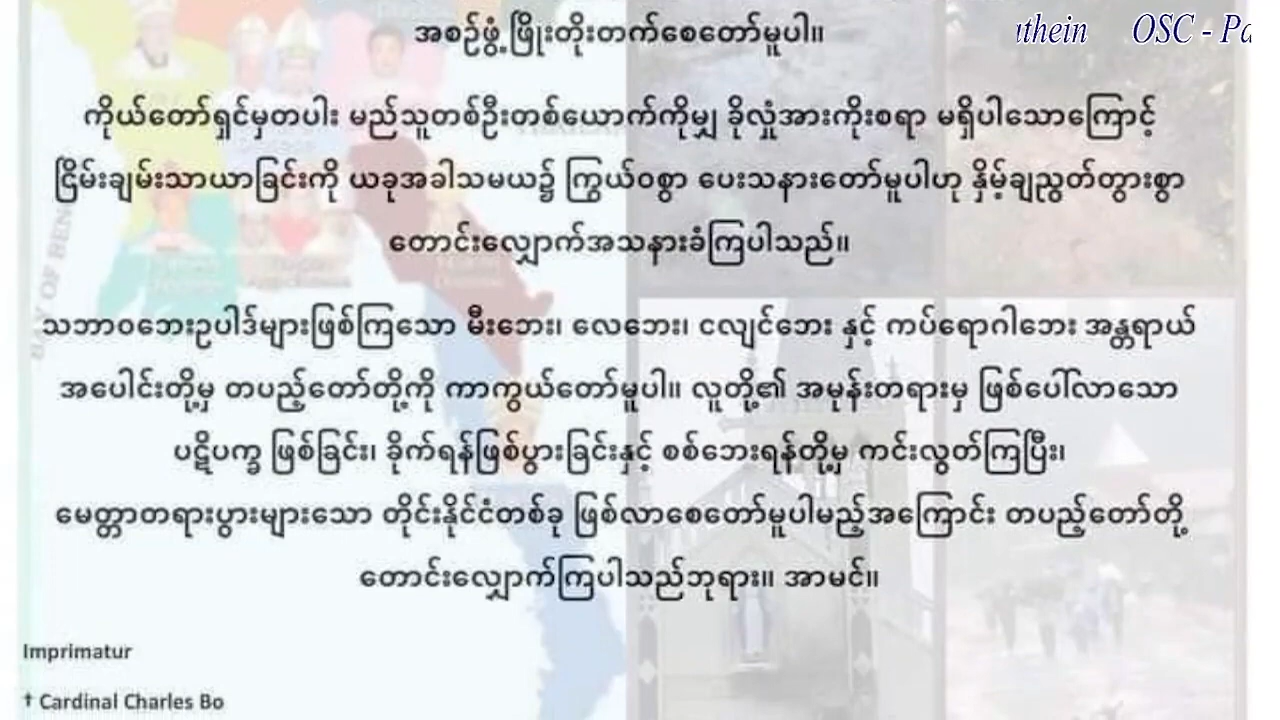 အစဉ်ဖွံ့ဖြိုးတိုးတက်စေတော်မူပါ။
thein OSC - Pa
ကိုယ်တော်ရှင်မှတပါး မည်သူတစ်ဦးတစ်ယောက်ကိုမျှ ခိုလှုံအားကိုးစရာ မရှိပါသောကြောင့်
ငြိမ်းချမ်းသာယာခြင်းကို ယခုအခါသမယ၌ ကြွယ်ဝစွာ ပေးသနားတော်မူပါဟု နှိမ့်ချညွတ်တွားစွာ
တောင်းလျှောက်အသနားခံကြပါသည်။
သဘာဝဘေးဥပါဒ်များဖြစ်ကြသော မီးဘေး၊ လေဘေး၊ ငလျင်ဘေး နှင့် ကပ်ရောဂါဘေး အန္တရာယ်
အပေါင်းတို့မှ တပည့်တော်တို့ကို ကာကွယ်တော်မူပါ။ လူတို့၏ အမုန်းတရားမှ ဖြစ်ပေါ်လာသော
ပဋိပက္ခ ဖြစ်ခြင်း၊ ခိုက်ရန်ဖြစ်ပွားခြင်းနှင့် စစ်ဘေးရန်တို့မှ ကင်းလွတ်ကြပြီး၊
မေတ္တာတရားပွားများသော တိုင်းနိုင်ငံတစ်ခု ဖြစ်လာစေတော်မူပါမည့်အကြောင်း တပည့်တော်တို့
တောင်းလျှောက်ကြပါသည်ဘုရား။ အာမင်။
BAY OF BEN
Imprimatur
† Cardinal Charles Bo